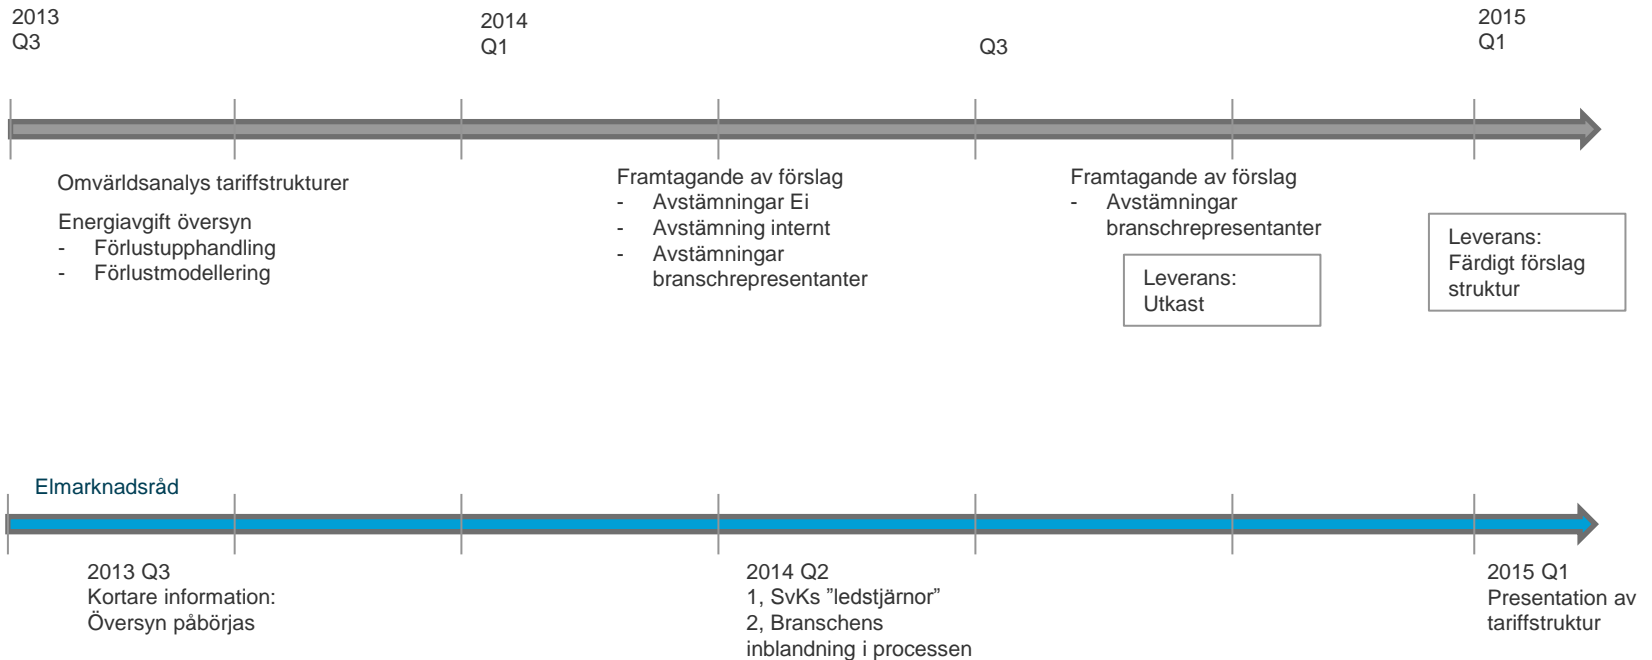 2013
Q3
2014
Q1
Q3
2015
Q1
Omvärldsanalys tariffstrukturer
Energiavgift översyn
- Förlustupphandling
- Förlustmodellering
Framtagande av förslag
- Avstämningar Ei
- Avstämning internt
- Avstämningar
branschrepresentanter
Framtagande av förslag
- Avstämningar
branschrepresentanter
Leverans:
Utkast
Leverans:
Färdigt förslag
struktur
Elmarknadsråd
2013 Q3
Kortare information:
Översyn påbörjas
2014 Q2
1, SvKs ”ledstjärnor”
2, Branschens
inblandning i processen
2015 Q1
Presentation av
tariffstruktur